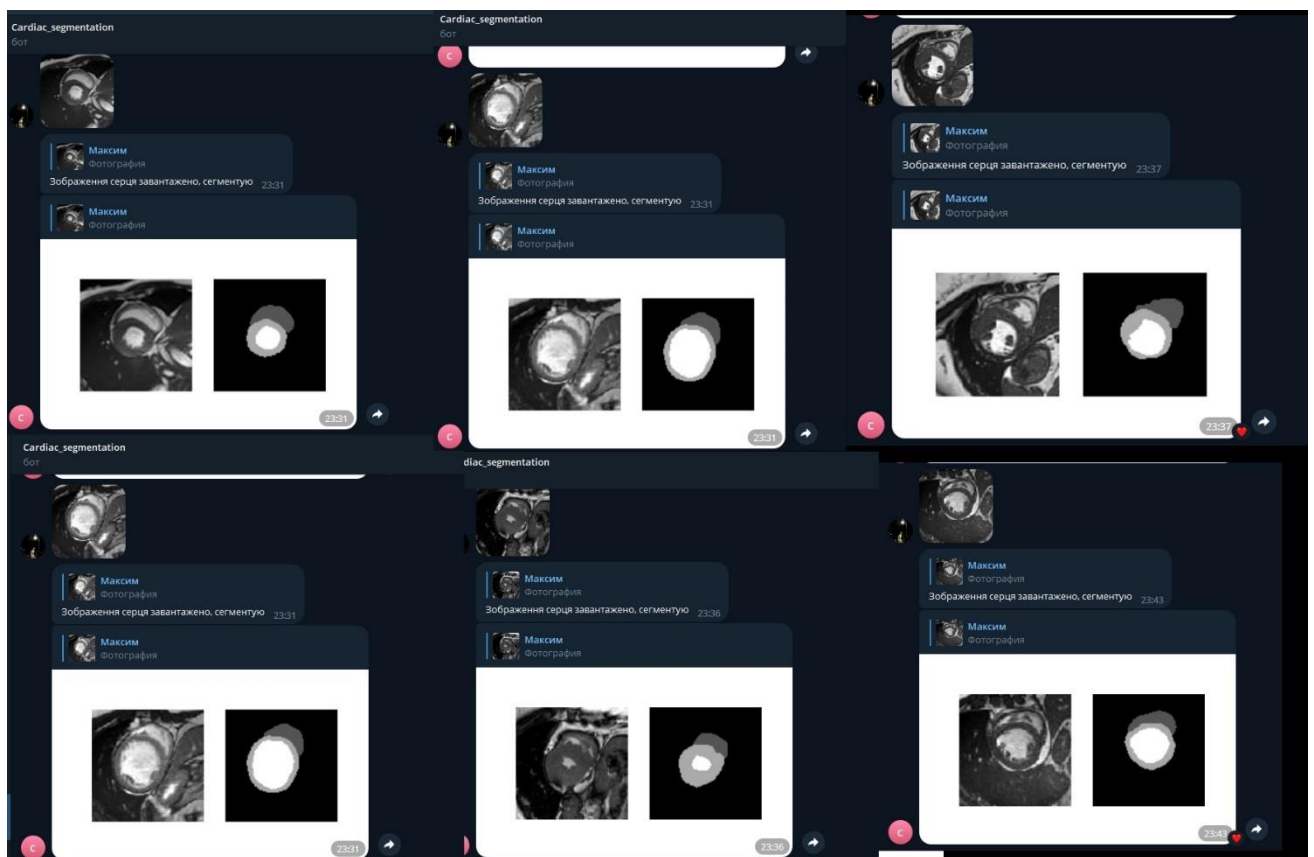 Cardiac_segmentation
бот
Максим
Фотография
Зображення серця завантажено, сегментую 23:31
Максим
Фотография
23:31
C
Cardiac_segmentation
бот
C
Максим
Фотография
Зображення серця завантажено, сегментую 23:31
Максим
Фотография
23:31
C
Максим
Фотография
Зображення серця завантажено, сегментую 23:37
Максим
Фотография
23:37
C
Cardiac_segmentation
бот
Максим
Фотография
Зображення серця завантажено, сегментую 23:31
Максим
Фотография
23:31
C
diac_segmentation
Максим
Фотография
Зображення серця завантажено, сегментую 23:36
Максим
Фотография
23:36
Максим
Фотография
Зображення серця завантажено, сегментую 23:43
Максим
Фотография
23:43
C